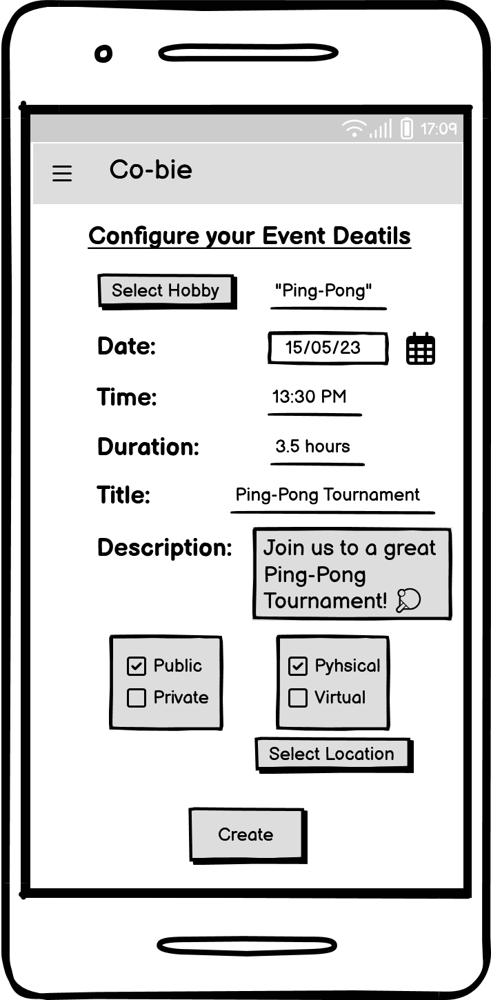 17:09
Co-bie
Configure your Event Deatils
Select Hobby "Ping-Pong"
Date: 15/05/23
Time: 13:30 PM
Duration: 3.5 hours
Title: Ping-Pong Tournament
Description: Join us to a great
Ping-Pong
Tournament!
Public Pyhsical
Private Virtual
Select Location
Create